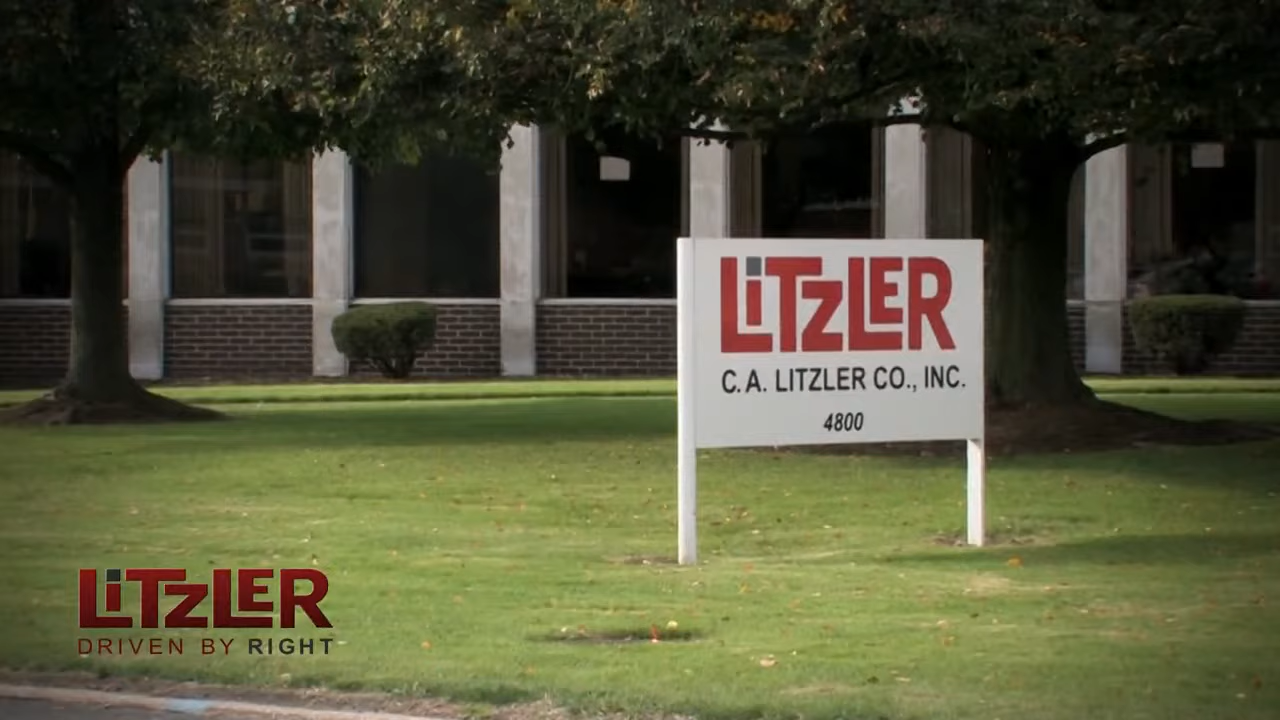 LiTZLER
C.A. LITZLER CO., INC.
4800
LiTZLER
DRIVEN BY RIGHT